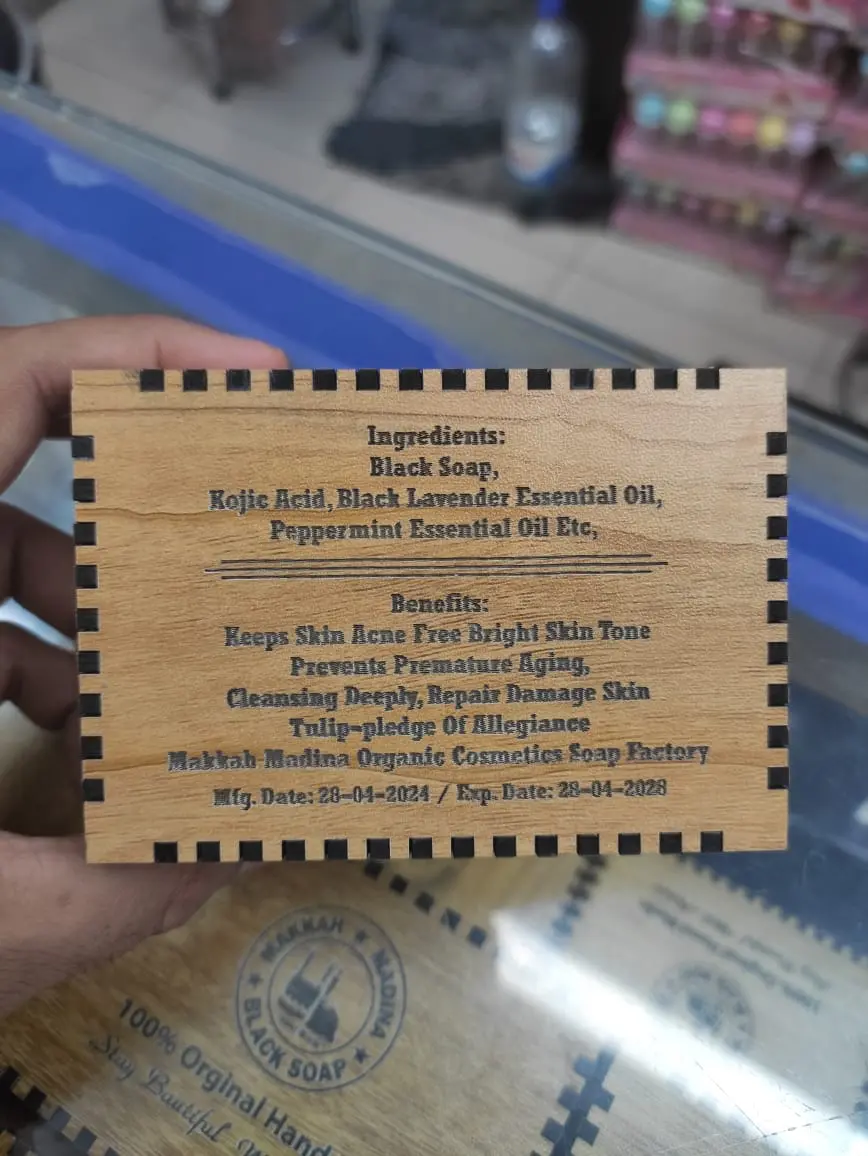 Ingredients:
Black Soap,
Kojic Acid, Black Lavender Essential Oil,
Peppermint Essential Oil Etc,
Benefits:
Keeps Skin Acne Free Bright Skin Tone
Prevents Premature Aging,
Cleansing Deeply, Repair Damage Skin
Tulip-pledge Of Allegiance
Makkah Madina Organic Cosmetics Soap Factory
Mfg. Date: 28-04-2024 / Exp. Date: 28-04-2028
MAKKAH ★ MADINA
★ BLACK SOAP ★
100% Orginal Hand
Stay Bautiful